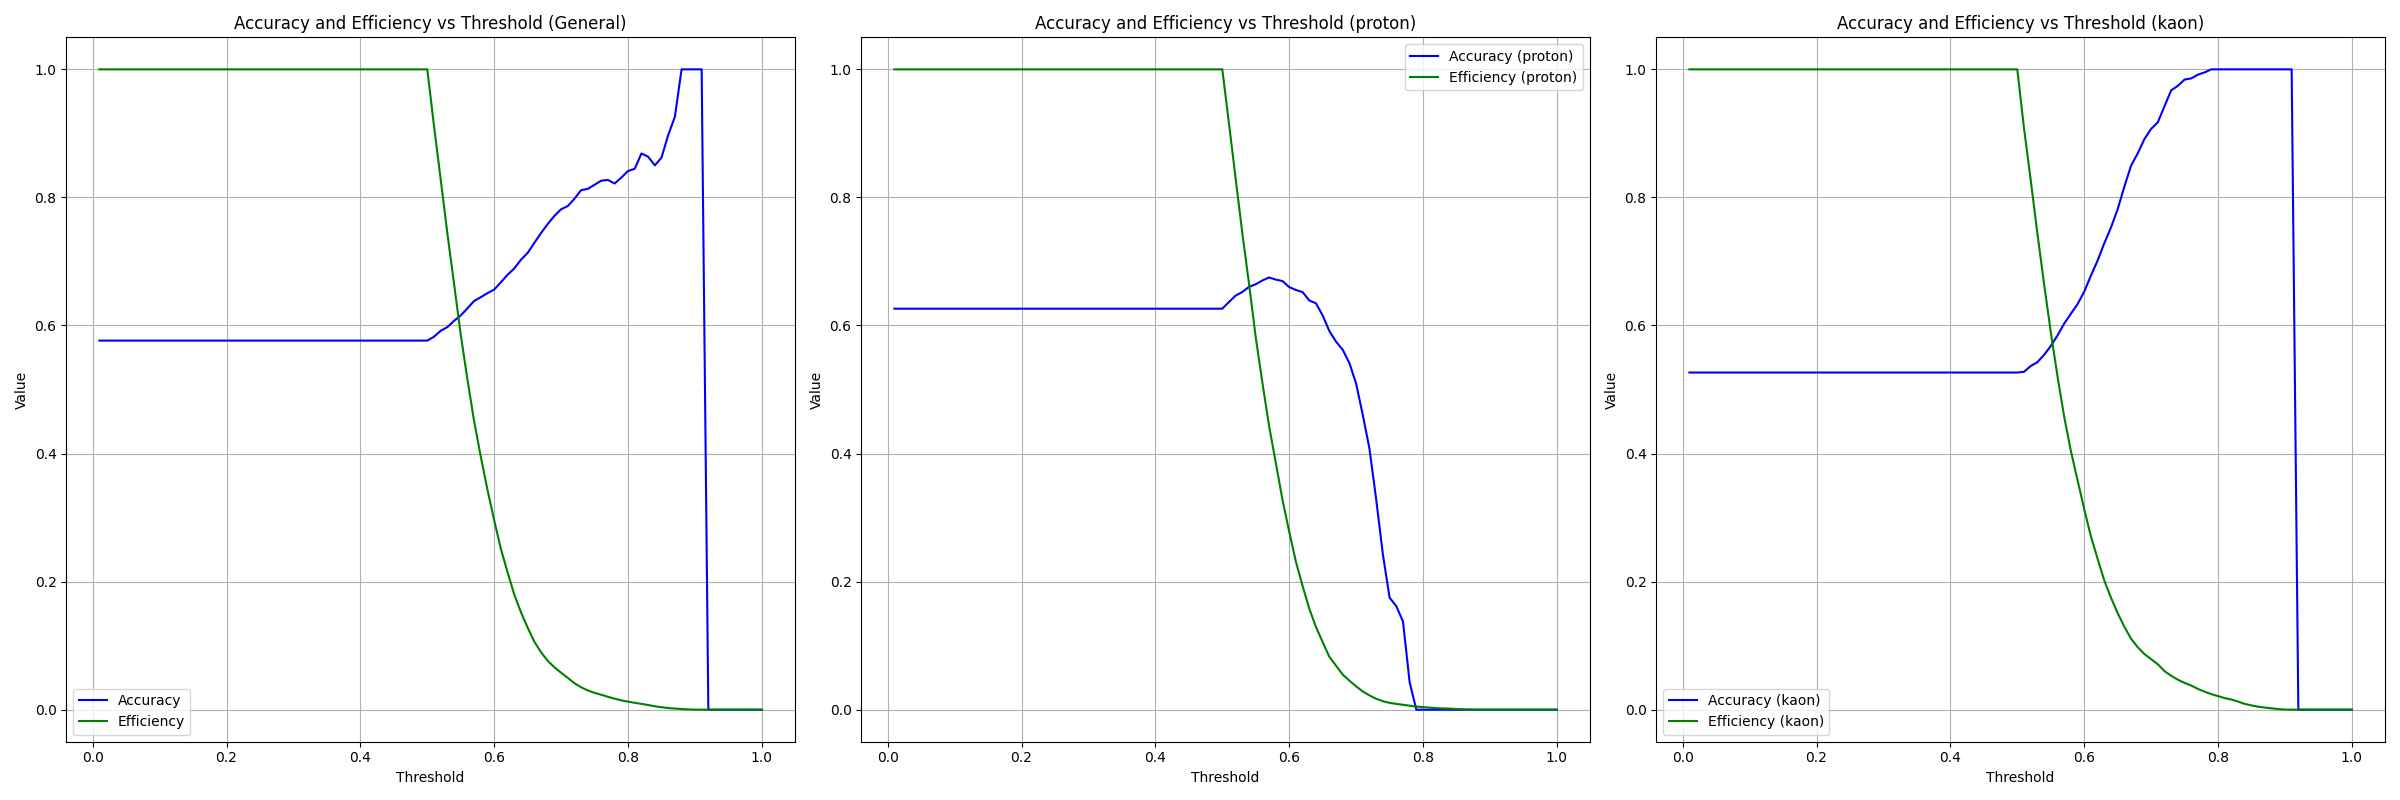 Accuracy and Efficiency vs Threshold (General)
1.0
0.8
0.6
0.4
0.2
0.0
Value
Accuracy
Efficiency
0.0 0.2 0.4 0.6 0.8 1.0
Threshold
Accuracy and Efficiency vs Threshold (proton)
Accuracy (proton)
Efficiency (proton)
1.0
0.8
0.6
0.4
0.2
0.0
Value
0.0 0.2 0.4 0.6 0.8 1.0
Threshold
Accuracy and Efficiency vs Threshold (kaon)
1.0
0.8
0.6
0.4
0.2
0.0
Value
Accuracy (kaon)
Efficiency (kaon)
0.0 0.2 0.4 0.6 0.8 1.0
Threshold